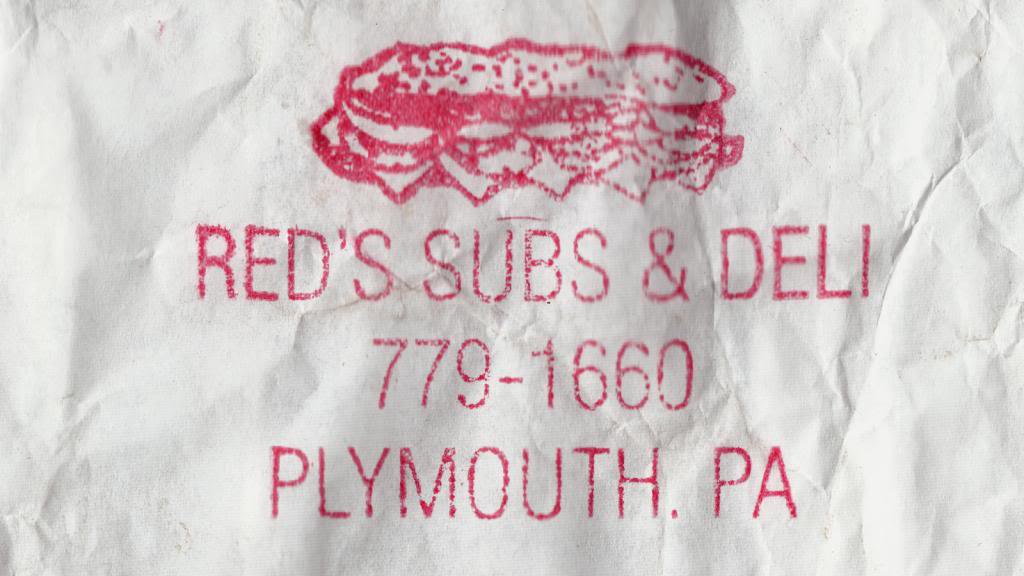 RED'S SUBS & DELI
779-1660
PLYMOUTH. PA